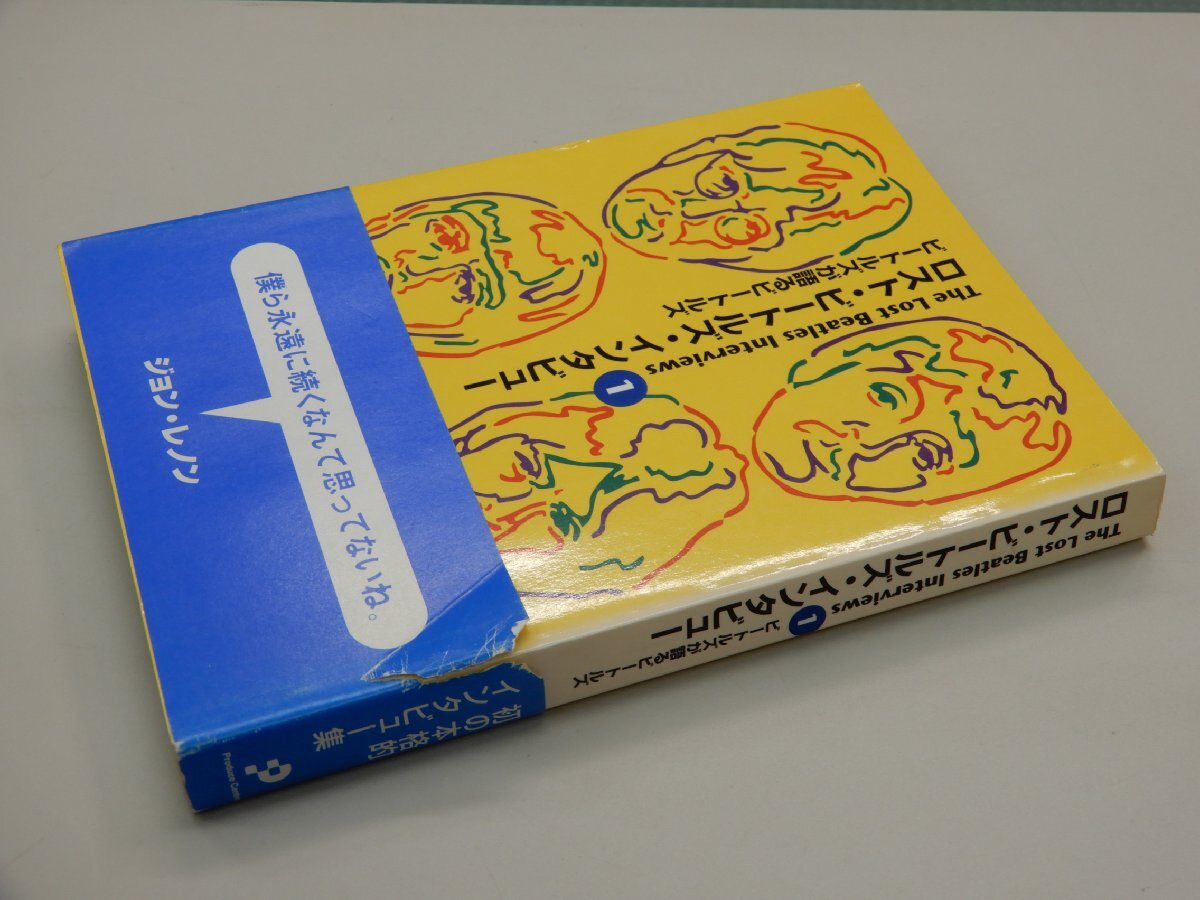 The Lost Beatles Interviews
ロスト・ビートルズ・インタビュー
1
ビートルズが語るビートルズ
僕ら永遠に続くなんて思ってないね。
ジョン・レノン
The Lost Beatles Interviews
ロスト・ビートルズ・インタビュー
1
ビートルズが語るビートルズ
初の本格的
インタビュー集
Produce